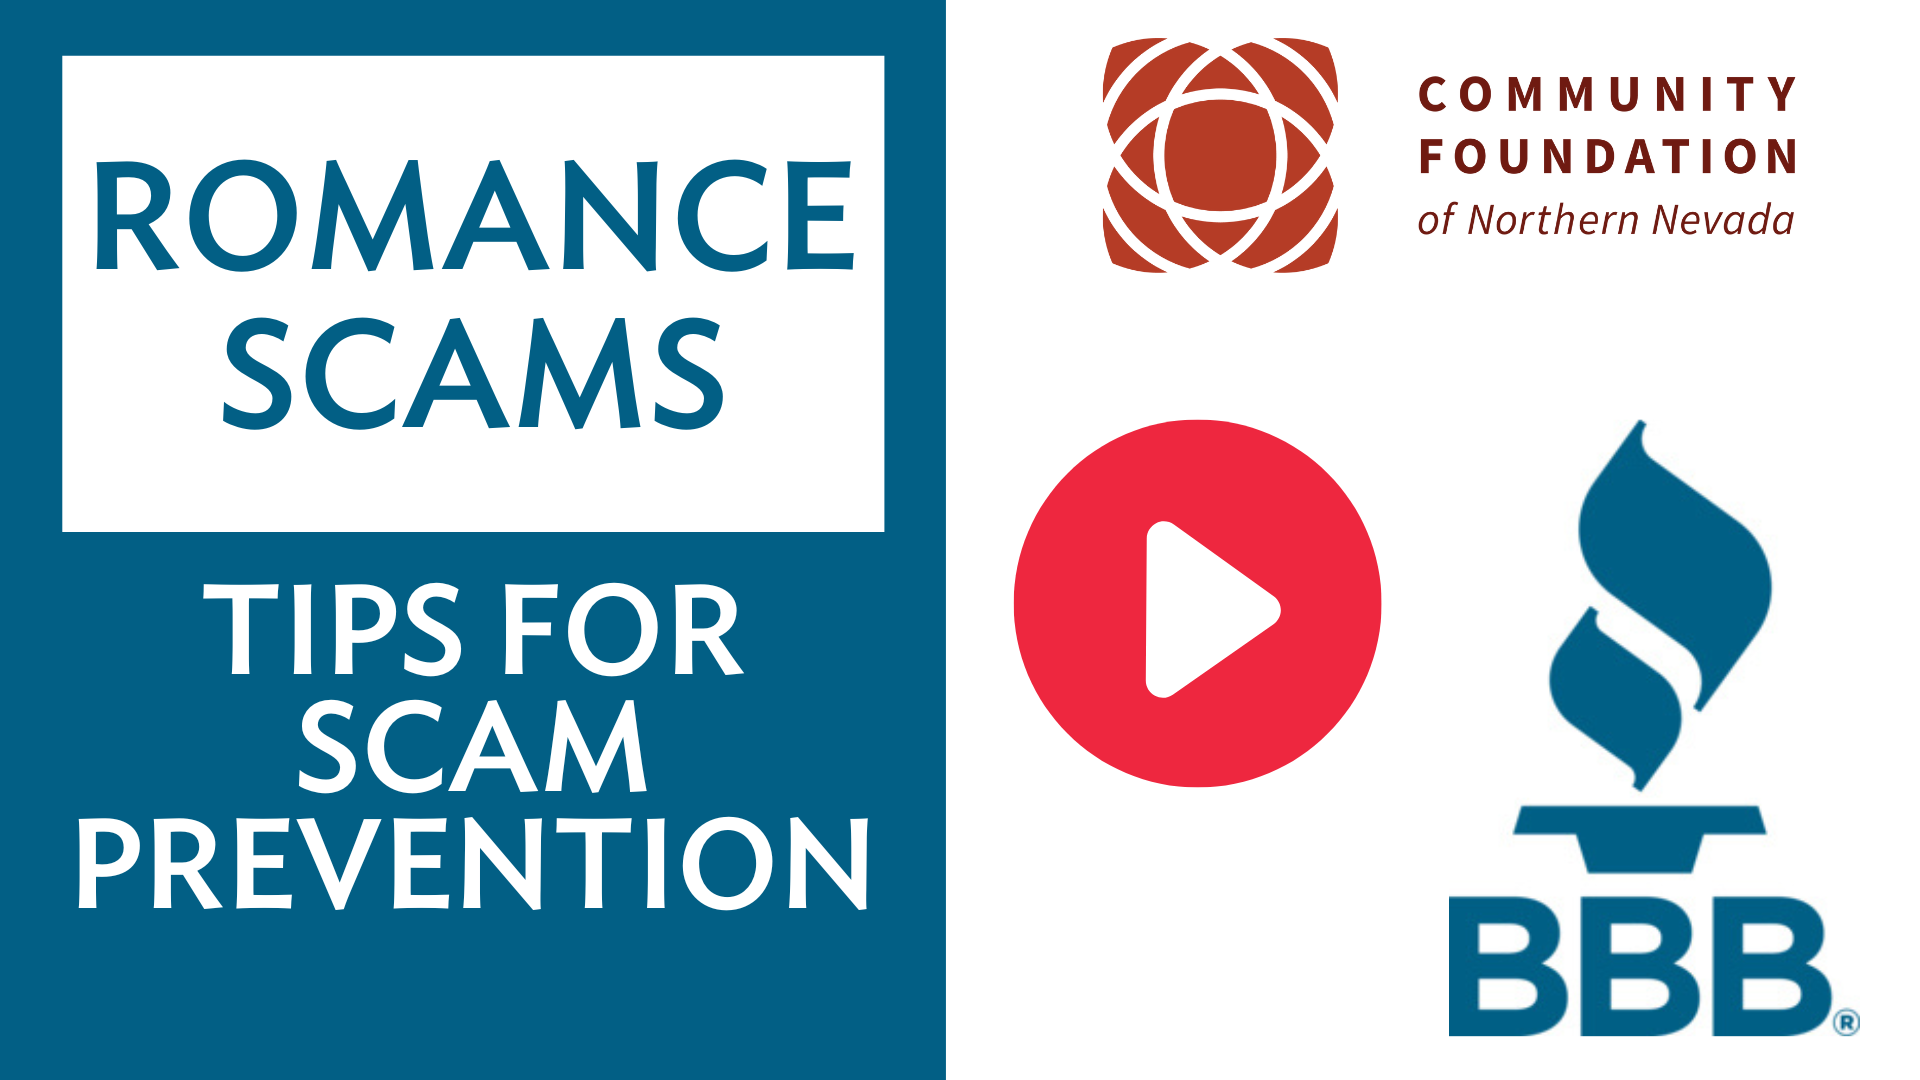 ROMANCE
SCAMS
TIPS FOR
SCAM
PREVENTION
COMMUNITY
FOUNDATION
of Northern Nevada
BBB®